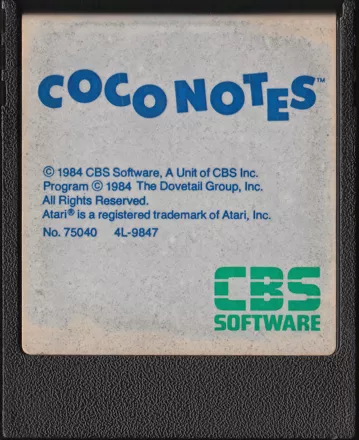 COCO NOTES™
© 1984 CBS Software, A Unit of CBS Inc.
Program © 1984 The Dovetail Group, Inc.
All Rights Reserved.
Atari® is a registered trademark of Atari, Inc.
No. 75040 4L-9847
CBS
SOFTWARE